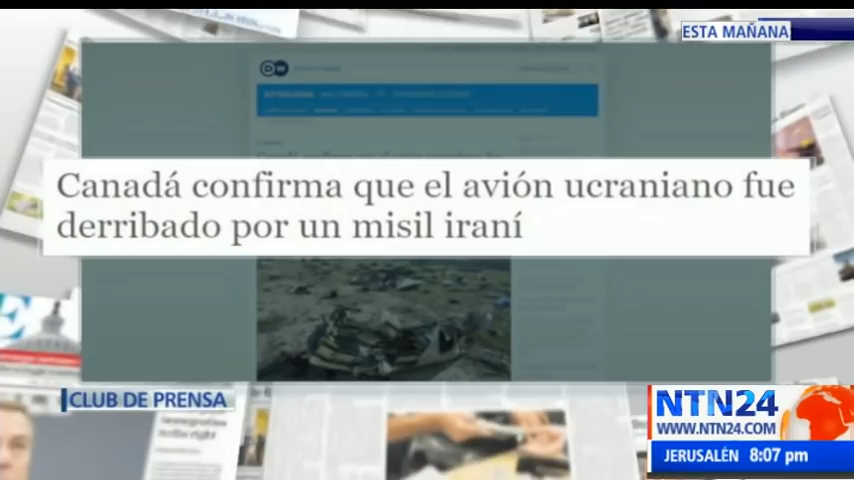 ESTA MAÑANA
DW
Canadá confirma que el avión ucraniano fue
derribado por un misil iraní
CLUB DE PRENSA
NTN24
WWW.NTN24.COM
JERUSALÉN 8:07 pm